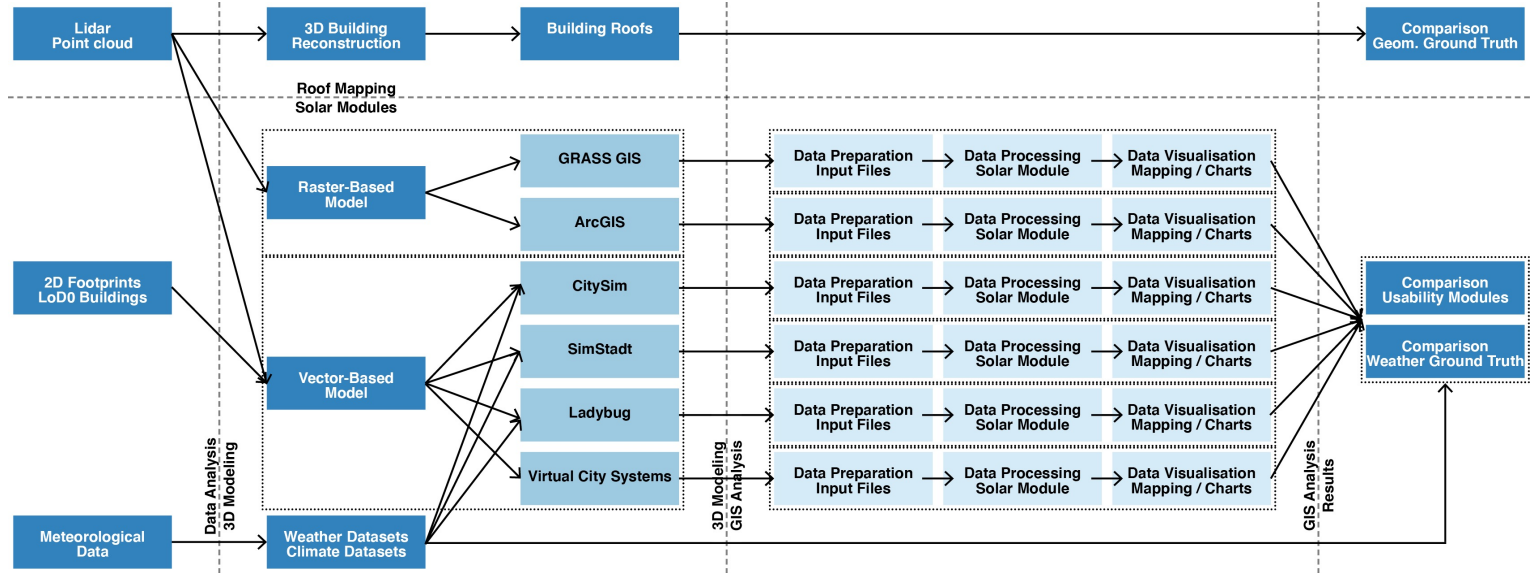 Lidar
Point cloud
3D Building
Reconstruction
Building Roofs
Comparison
Geom. Ground Truth
Roof Mapping
Solar Modules
Raster-Based
Model
GRASS GIS
Data Preparation
Input Files
Data Processing
Solar Module
Data Visualisation
Mapping / Charts
ArcGIS
Data Preparation
Input Files
Data Processing
Solar Module
Data Visualisation
Mapping / Charts
2D Footprints
LoD0 Buildings
CitySim
Data Preparation
Input Files
Data Processing
Solar Module
Data Visualisation
Mapping / Charts
Comparison
Usability Modules
Vector-Based
Model
SimStadt
Data Preparation
Input Files
Data Processing
Solar Module
Data Visualisation
Mapping / Charts
Comparison
Weather Ground Truth
Ladybug
Data Preparation
Input Files
Data Processing
Solar Module
Data Visualisation
Mapping / Charts
Virtual City Systems
Data Preparation
Input Files
Data Processing
Solar Module
Data Visualisation
Mapping / Charts
Data Analysis
3D Modeling
3D Modeling
GIS Analysis
GIS Analysis
Results
Meteorological
Data
Weather Datasets
Climate Datasets